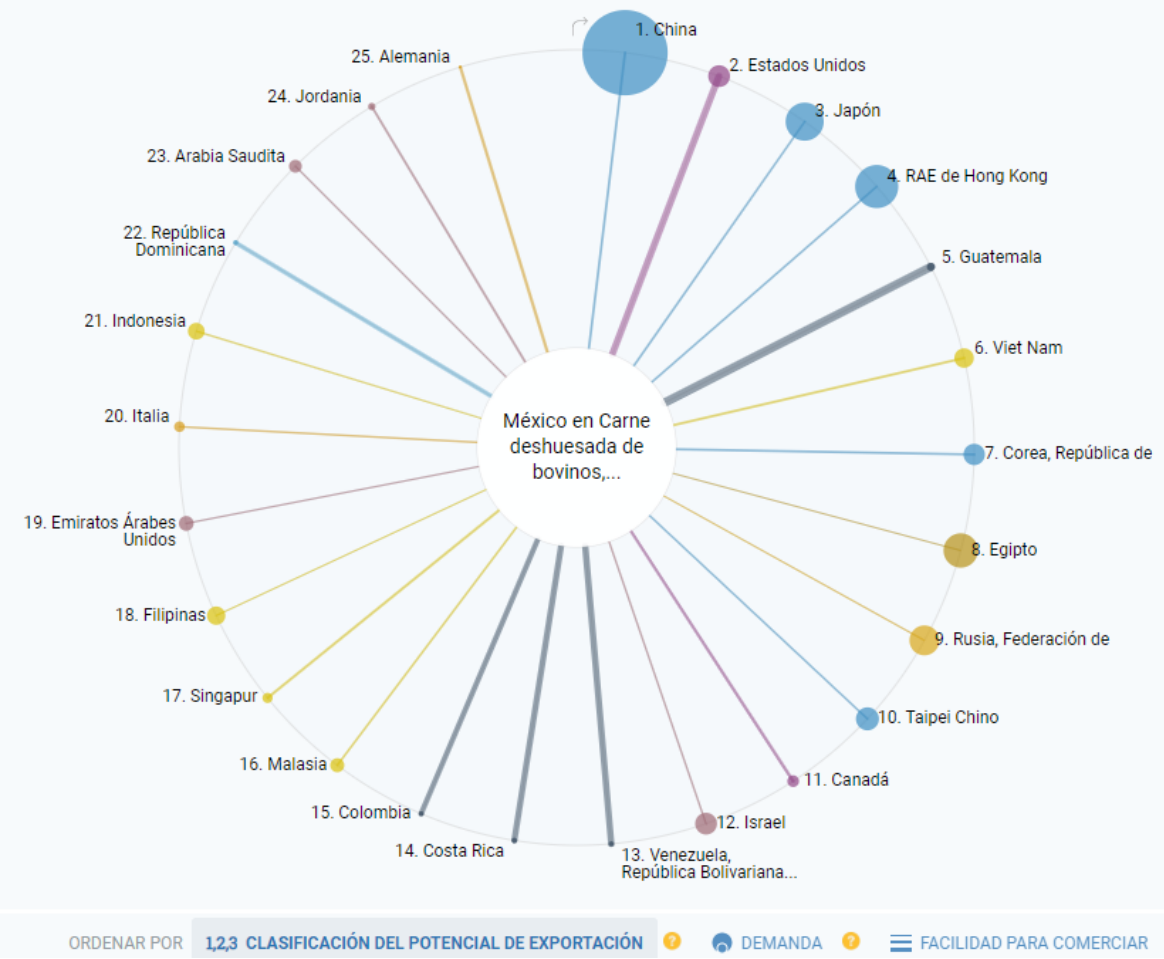 1. China
2. Estados Unidos
3. Japón
4. RAE de Hong Kong
5. Guatemala
6. Viet Nam
7. Corea, República de
8. Egipto
9. Rusia, Federación de
10. Taipei Chino
11. Canadá
12. Israel
13. Venezuela,
República Bolivariana...
14. Costa Rica
15. Colombia
16. Malasia
17. Singapur
18. Filipinas
19. Emiratos Árabes
Unidos
20. Italia
21. Indonesia
22. República
Dominicana
23. Arabia Saudita
24. Jordania
25. Alemania
México en Carne
deshuesada de
bovinos,...
ORDENAR POR 1,2,3 CLASIFICACIÓN DEL POTENCIAL DE EXPORTACIÓN ? DEMANDA ? FACILIDAD PARA COMERCIAR